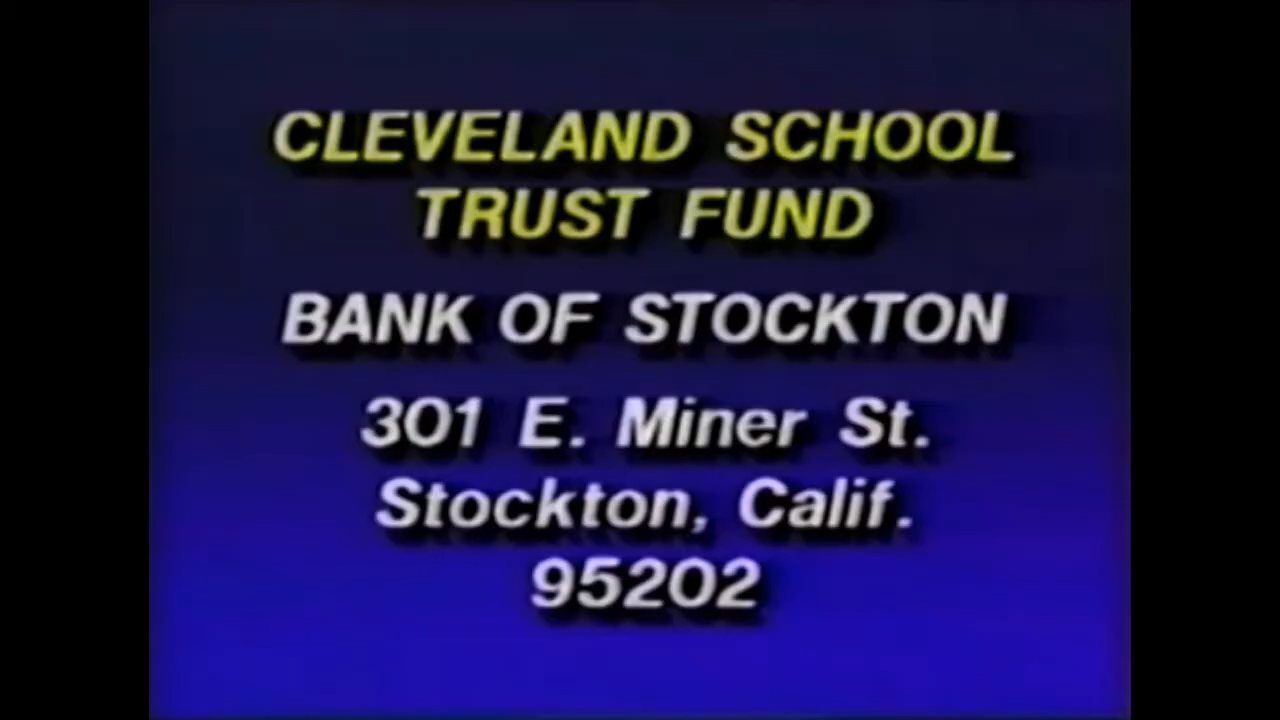 CLEVELAND SCHOOL
TRUST FUND
BANK OF STOCKTON
301 E. Miner St.
Stockton, Calif.
95202